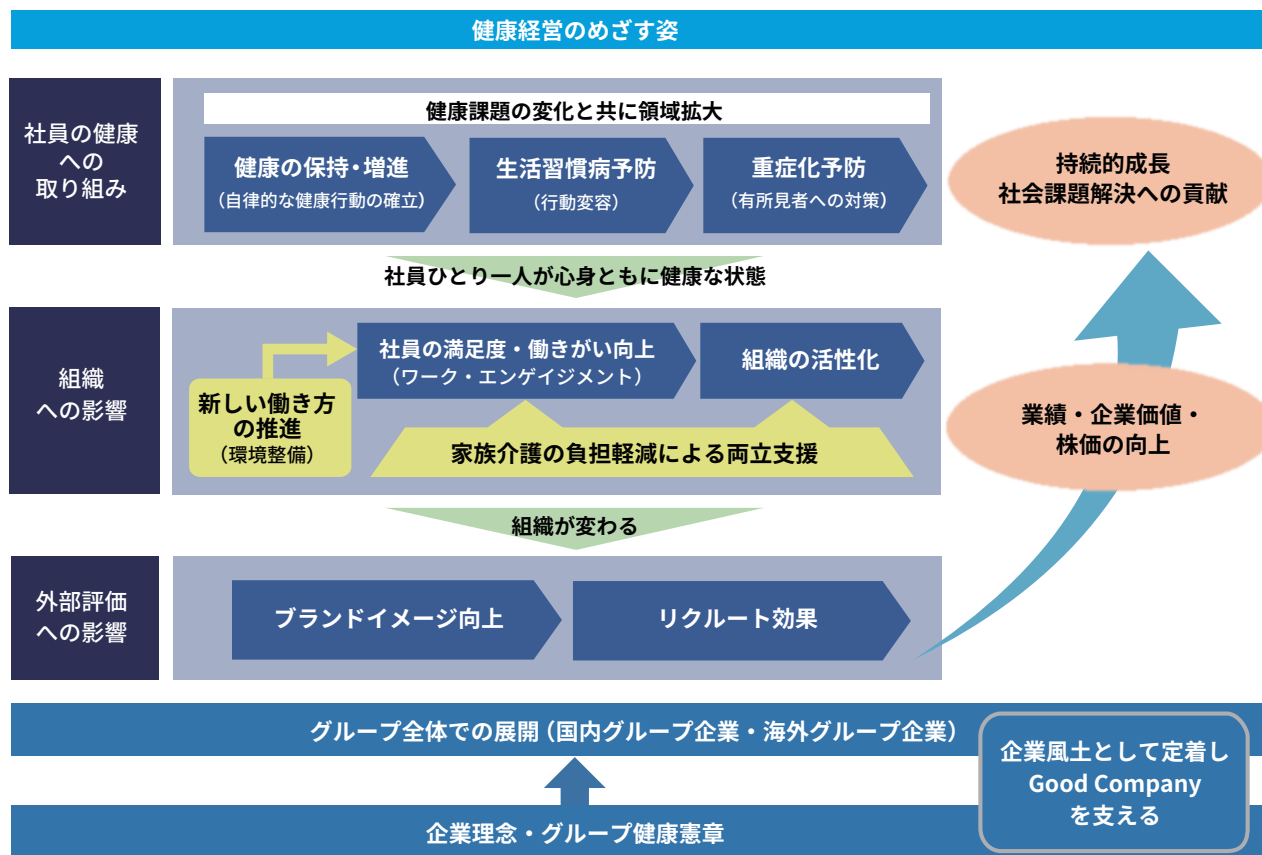 健康経営のめざす姿
社員の健康
への
取り組み
健康課題の変化と共に領域拡大
健康の保持・増進
（自律的な健康行動の確立）
生活習慣病予防
（行動変容）
重症化予防
（有所見者への対策）
社員ひとり一人が心身ともに健康な状態
組織
への影響
新しい働き方
の推進
（環境整備）
社員の満足度・働きがい向上
（ワーク・エンゲイジメント）
組織の活性化
家族介護の負担軽減による両立支援
組織が変わる
外部評価
への影響
ブランドイメージ向上
リクルート効果
持続的成長
社会課題解決への貢献
業績・企業価値・
株価の向上
グループ全体での展開（国内グループ企業・海外グループ企業）
企業理念・グループ健康憲章
企業風土として定着し
Good Company
を支える